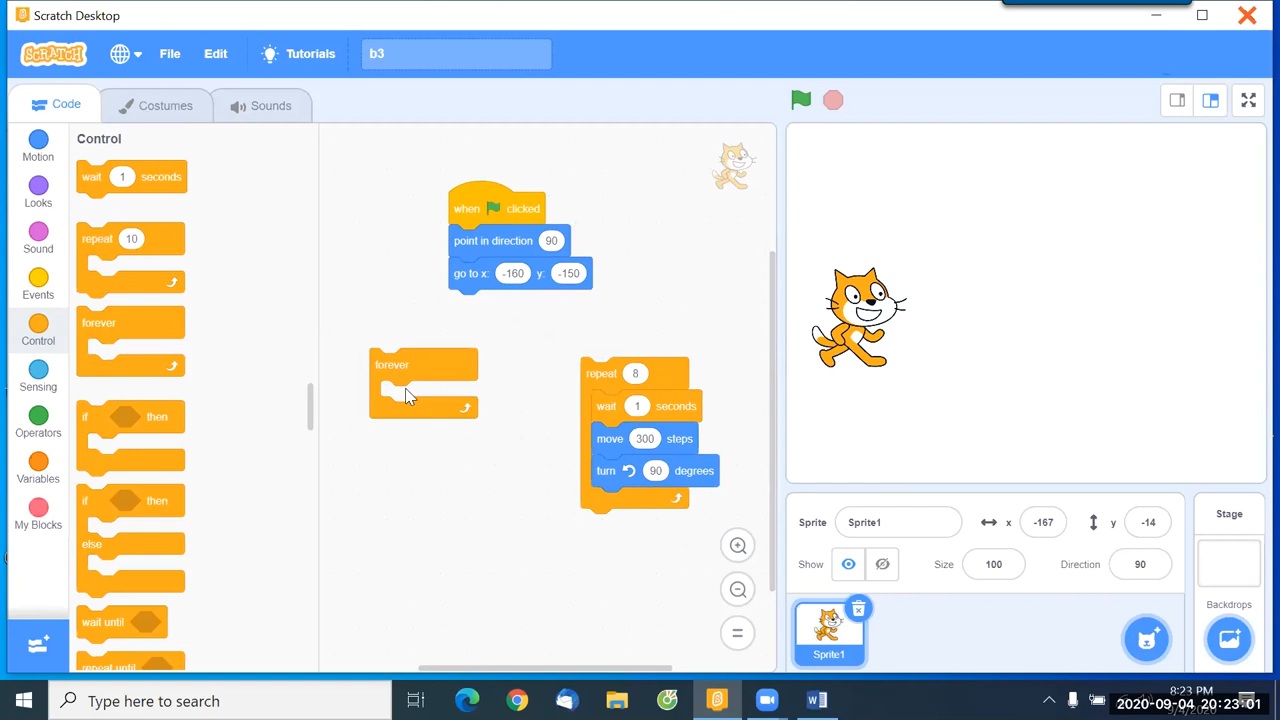 Scratch Desktop
SCRATCH
File
Edit
Tutorials
b3
Code
Costumes
Sounds
Motion
Looks
Sound
Events
Control
Sensing
Operators
Variables
My Blocks
Control
wait 1 seconds
repeat 10
forever
if then
if then
else
wait until
repeat until
when clicked
point in direction 90
go to x: -160 y: -150
forever
repeat 8
wait 1 seconds
move 300 steps
turn 90 degrees
Sprite Sprite1 x -167 y -14
Show Size 100 Direction 90
Sprite1
Stage
Backdrops
Type here to search
8:23 PM
2020-09-04 20:23:01